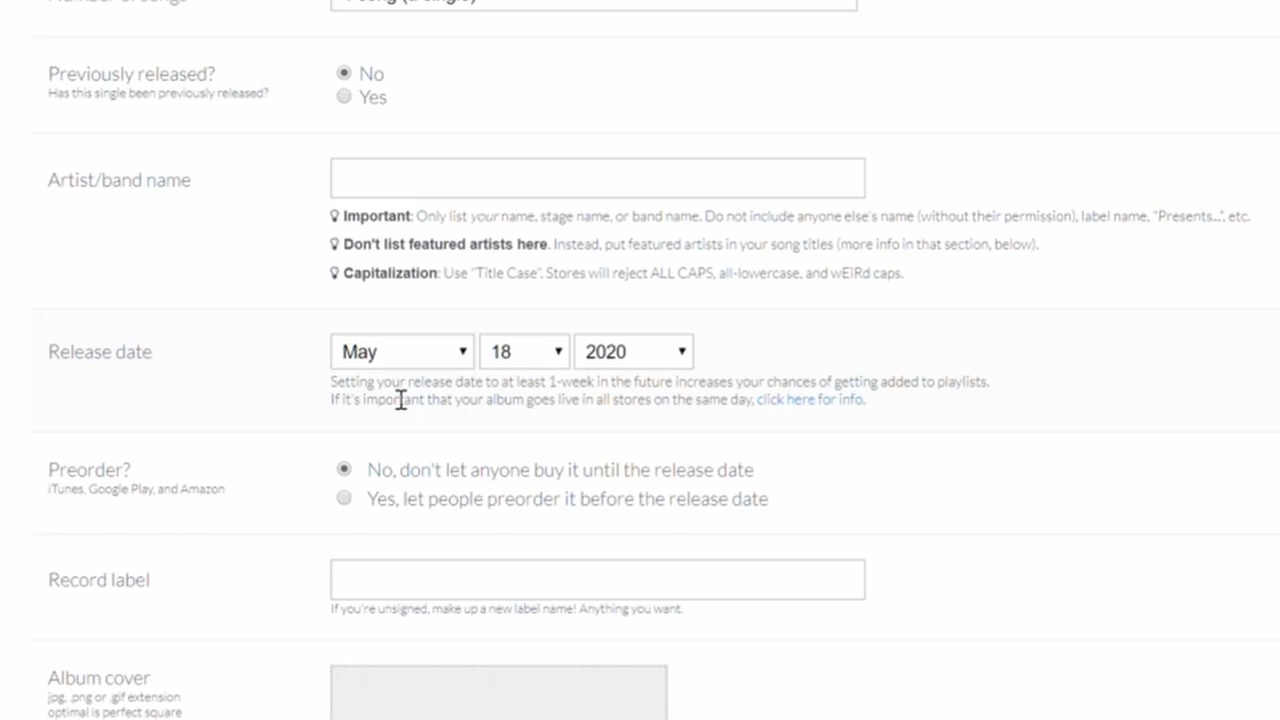 Previously released?
No
Has this single been previously released?
Yes
Artist/band name
Important: Only list your name, stage name, or band name. Do not include anyone else's name (without their permission), label name, "Presents...", etc.
Don't list featured artists here. Instead, put featured artists in your song titles (more info in that section, below).
Capitalization: Use "Title Case". Stores will reject ALL CAPS, all-lowercase, and wEiRd caps.
Release date
May 18 2020
Setting your release date to at least 1-week in the future increases your chances of getting added to playlists.
If it's important that your album goes live in all stores on the same day, click here for info.
Preorder?
No, don't let anyone buy it until the release date
iTunes, Google Play, and Amazon
Yes, let people preorder it before the release date
Record label
If you're unsigned, make up a new label name! Anything you want.
Album cover
jpg, .png or .gif extension
optimal is perfect square